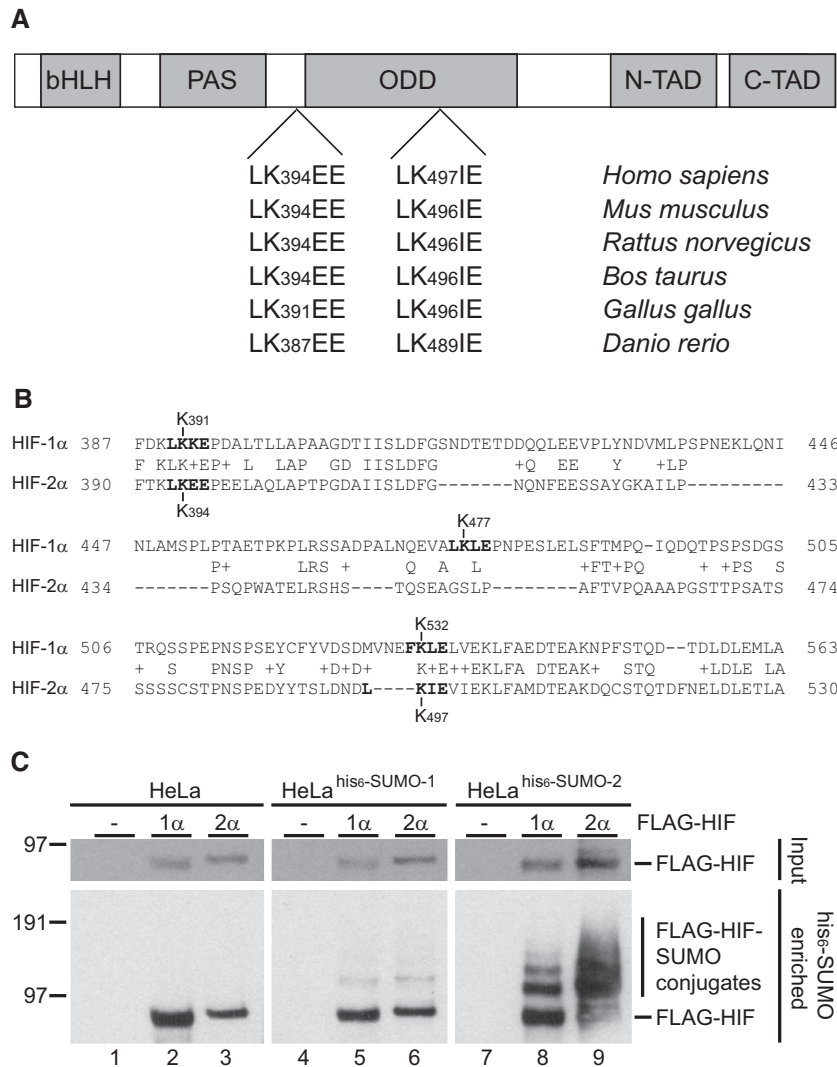 A
bHLH PAS ODD N-TAD C-TAD
LK394EE LK497IE Homo sapiens
LK394EE LK496IE Mus musculus
LK394EE LK496IE Rattus norvegicus
LK394EE LK496IE Bos taurus
LK391EE LK496IE Gallus gallus
LK387EE LK489IE Danio rerio
B
K391
HIF-1α 387 FDKLKKEPDALTLLAPAAGDTIISLDFGSNDTETDDQQLEEVPLYNDVMLPSPNEKLQNI 446
F KLK+EP+ L LAP GD IISLDFG +Q EE Y +LP
HIF-2α 390 FTKLKEEPEELAQLAPTPGDAIISLDFG-------NQNFEESSAYGKAILP--------- 433
K394
K477
HIF-1α 447 NLAMSPLPTAETPKPLRSSADPALNQEVALKLEPNPESLELSFTMPQ-IQDQTPSPSDGS 505
P+ LRS + Q A L +FT+PQ + +PS S
HIF-2α 434 -------PSQPWATELRSHS----TQSEAGSLP-------AFTVPQAAAPGSTTPSATS 474
K532
HIF-1α 506 TRQSSPEPNSPSEYCFYVDSDMVNEFKLELVEKLFAEDTEAKNPFSTQD--TDLDLEMLA 563
+ S PNSP +Y +D+D+ K+E++EKLFA DTEAK+ STQ +LDLE LA
HIF-2α 475 SSSSCSTPNSPEDYYTSLDNDL----KIEVIEKLFAMDTEAKDQCSTQTDFNELDLETLA 530
K497
C
HeLa HeLa his6-SUMO-1 HeLa his6-SUMO-2
- 1α 2α - 1α 2α - 1α 2α FLAG-HIF
97
FLAG-HIF
Input
191
FLAG-HIF-
SUMO
conjugates
97
FLAG-HIF
his6-SUMO
enriched
1 2 3 4 5 6 7 8 9